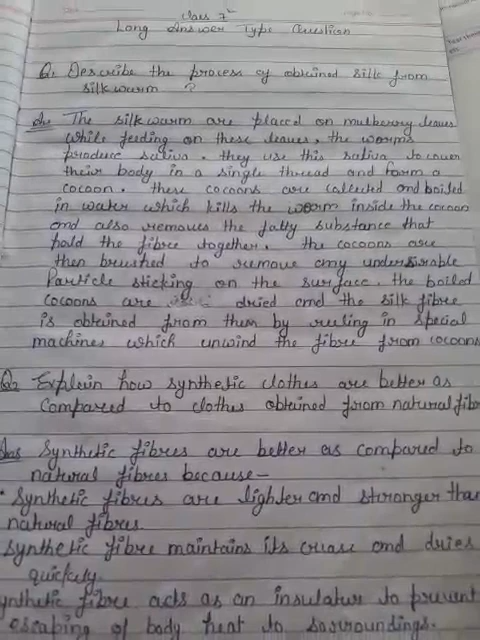 Class 7th
Long Answer Type Question
Q1 Describe the process of obtained silk from
silkwarm ?
Ans The silkwarm are placed on mulberry leaves
while feeding on these leaves, the worms
produce saliva. they use this saliva to cover
their body in a single thread and form a
cocoon. these cocoons are collected and boiled
in water which kills the worm inside the cocoon
and also removes the fatty substance that
hold the fibre together. the cocoons are
then brushed to remove any undersirable
Particle sticking on the surface. the boiled
cocoons are dried and the silk fibre
is obtained from them by reeling in special
machines which unwind the fibre from cocoons
Q2 Explain how synthetic clothes are better as
compared to clothes obtained from natural fibr
Ans Synthetic fibres are better as compared to
natural fibres because-
• Synthetic fibres are lighter and stronger than
natural fibres.
Synthetic fibre maintains its crease and dries
quickly.
ynthetic fibre acts as an insulator to prevent
escaping of body heat to sorroundings.